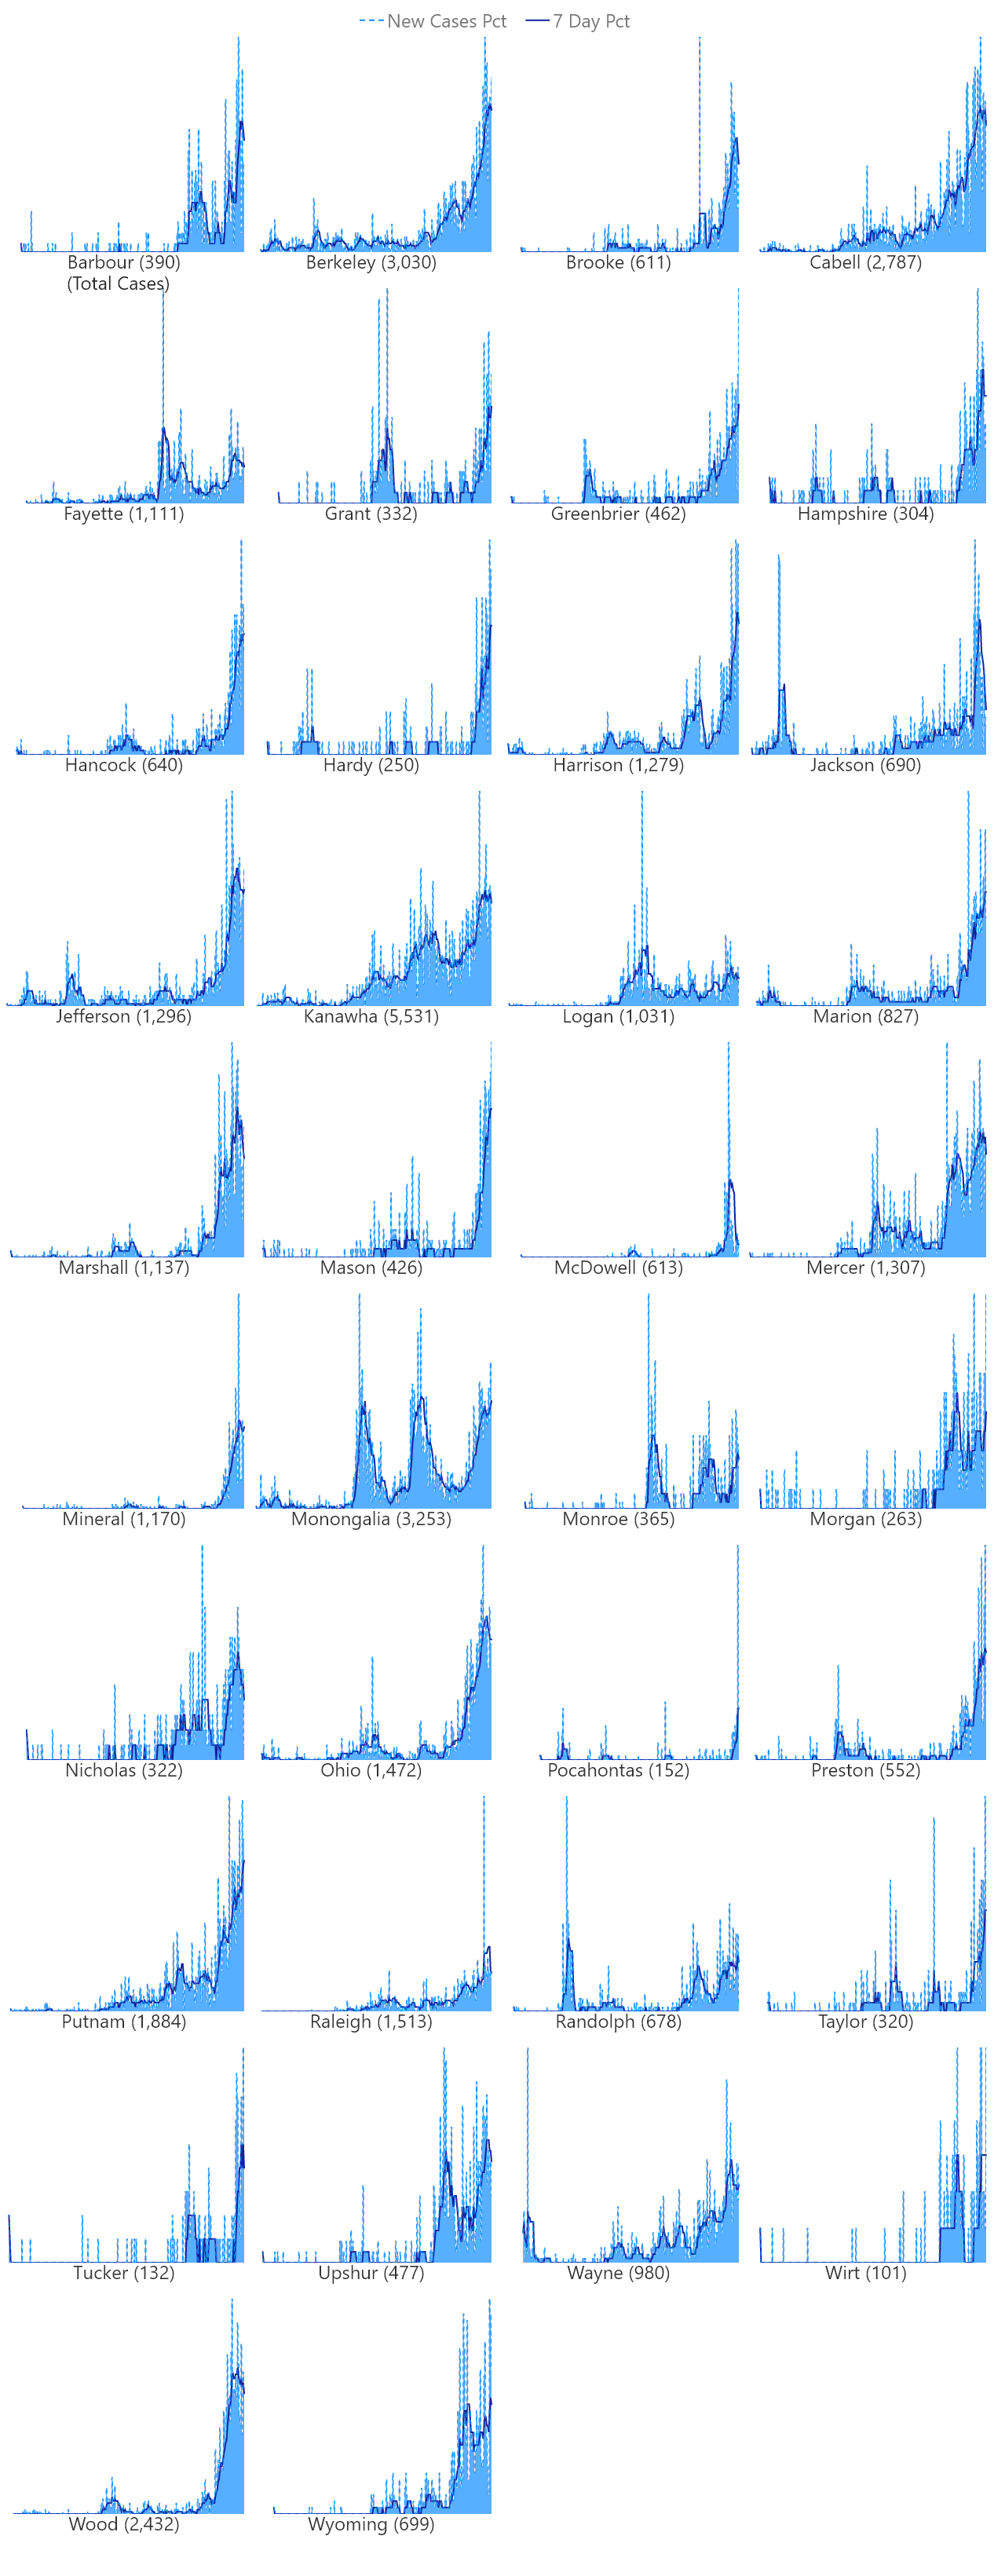 New Cases Pct 7 Day Pct
Barbour (390) Berkeley (3,030) Brooke (611) Cabell (2,787)
(Total Cases)
Fayette (1,111) Grant (332) Greenbrier (462) Hampshire (304)
Hancock (640) Hardy (250) Harrison (1,279) Jackson (690)
Jefferson (1,296) Kanawha (5,531) Logan (1,031) Marion (827)
Marshall (1,137) Mason (426) McDowell (613) Mercer (1,307)
Mineral (1,170) Monongalia (3,253) Monroe (365) Morgan (263)
Nicholas (322) Ohio (1,472) Pocahontas (152) Preston (552)
Putnam (1,884) Raleigh (1,513) Randolph (678) Taylor (320)
Tucker (132) Upshur (477) Wayne (980) Wirt (101)
Wood (2,432) Wyoming (699)